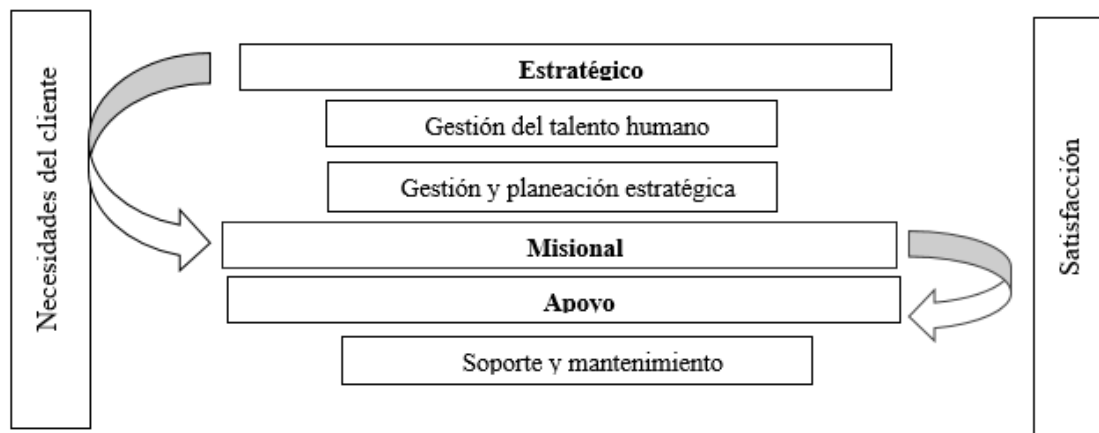 Necesidades del cliente
Estratégico
Gestión del talento humano
Gestión y planeación estratégica
Misional
Apoyo
Soporte y mantenimiento
Satisfacción